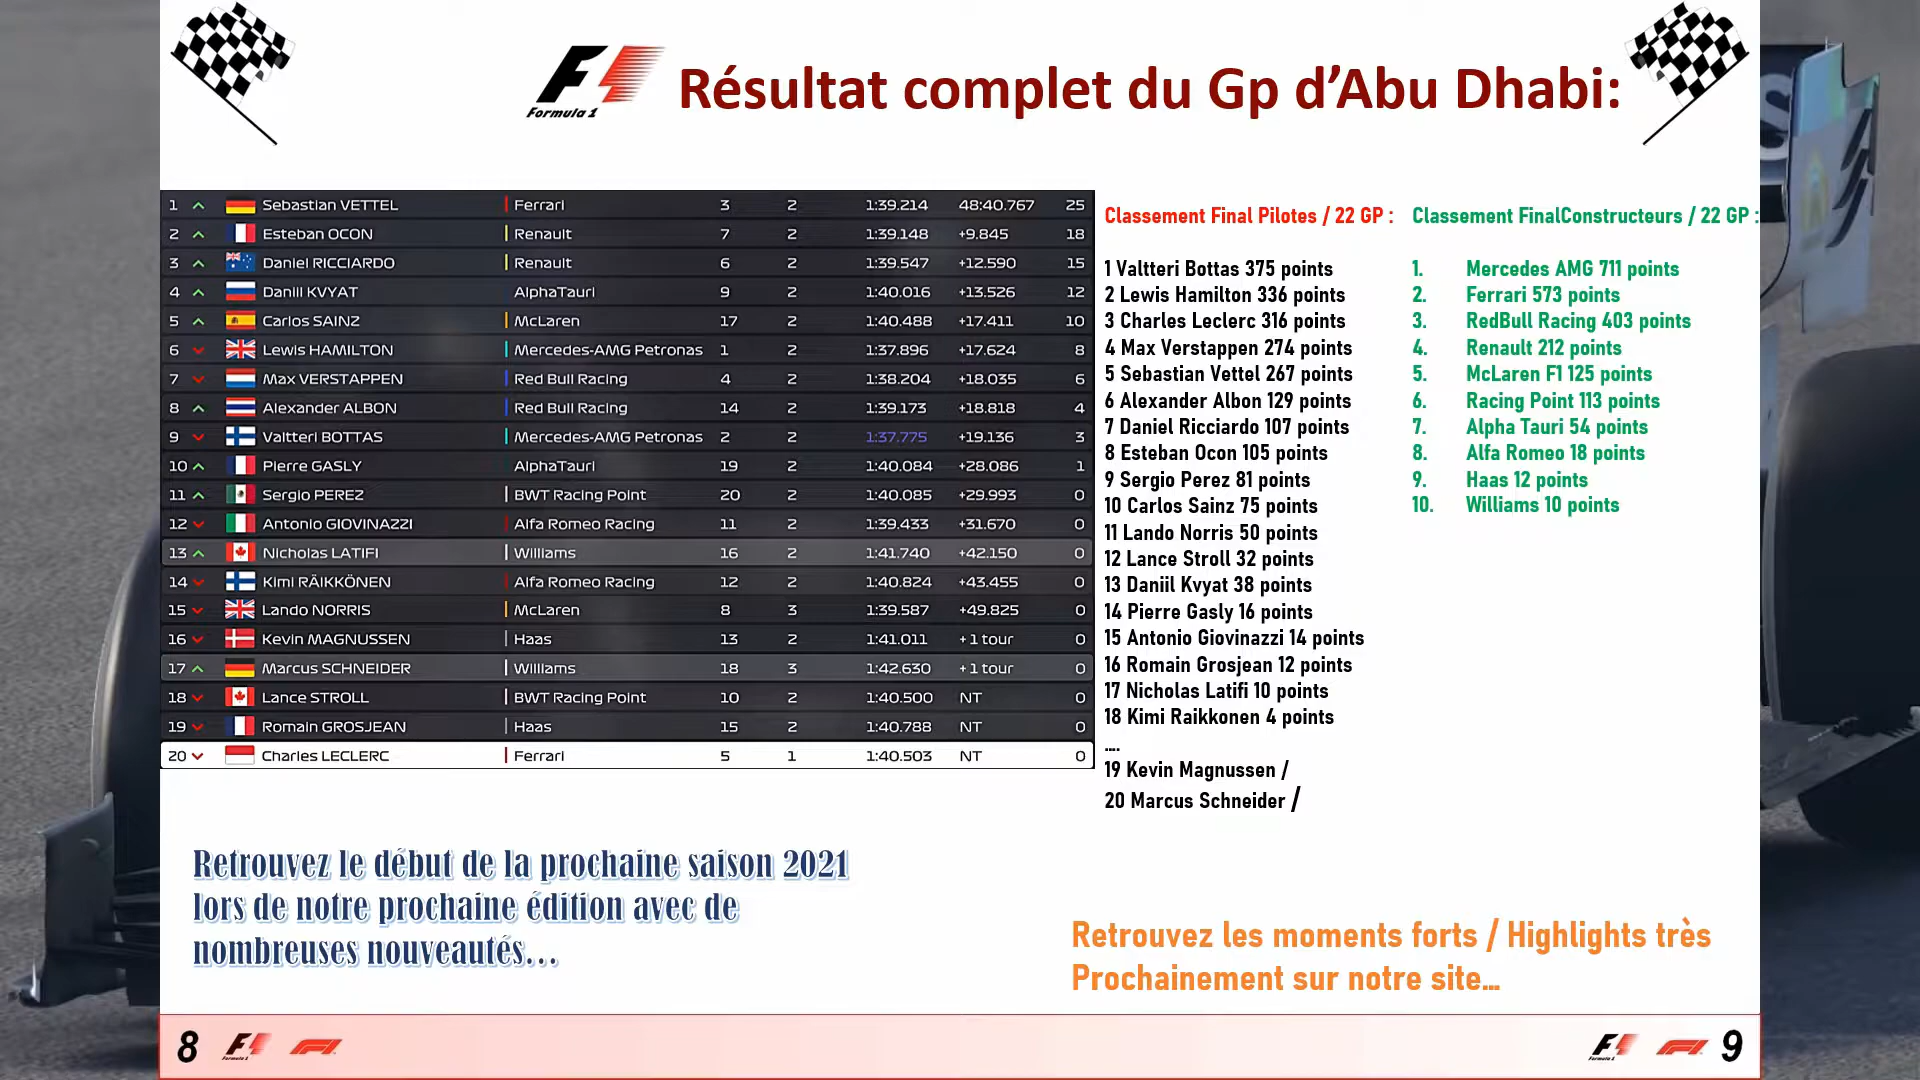 Formula 1
Résultat complet du Gp d'Abu Dhabi:
1 Sebastian VETTEL Ferrari 3 2 1:39.214 48:40.767 25
2 Esteban OCON Renault 7 2 1:39.148 +9.845 18
3 Daniel RICCIARDO Renault 6 2 1:39.547 +12.590 15
4 Daniil KVYAT AlphaTauri 9 2 1:40.016 +13.526 12
5 Carlos SAINZ McLaren 17 2 1:40.488 +17.411 10
6 Lewis HAMILTON Mercedes-AMG Petronas 1 2 1:37.896 +17.624 8
7 Max VERSTAPPEN Red Bull Racing 4 2 1:38.204 +18.035 6
8 Alexander ALBON Red Bull Racing 14 2 1:39.173 +18.818 4
9 Valtteri BOTTAS Mercedes-AMG Petronas 2 2 1:37.775 +19.136 3
10 Pierre GASLY AlphaTauri 19 2 1:40.084 +28.086 1
11 Sergio PEREZ BWT Racing Point 20 2 1:40.085 +29.993 0
12 Antonio GIOVINAZZI Alfa Romeo Racing 11 2 1:39.433 +31.670 0
13 Nicholas LATIFI Williams 16 2 1:41.740 +42.150 0
14 Kimi RÄIKKÖNEN Alfa Romeo Racing 12 2 1:40.824 +43.455 0
15 Lando NORRIS McLaren 8 3 1:39.587 +49.825 0
16 Kevin MAGNUSSEN Haas 13 2 1:41.011 +1 tour 0
17 Marcus SCHNEIDER Williams 18 3 1:42.630 +1 tour 0
18 Lance STROLL BWT Racing Point 10 2 1:40.500 NT 0
19 Romain GROSJEAN Haas 15 2 1:40.788 NT 0
20 Charles LECLERC Ferrari 5 1 1:40.503 NT 0
Classement Final Pilotes / 22 GP :
1 Valtteri Bottas 375 points
2 Lewis Hamilton 336 points
3 Charles Leclerc 316 points
4 Max Verstappen 274 points
5 Sebastian Vettel 267 points
6 Alexander Albon 129 points
7 Daniel Ricciardo 107 points
8 Esteban Ocon 105 points
9 Sergio Perez 81 points
10 Carlos Sainz 75 points
11 Lando Norris 50 points
12 Lance Stroll 32 points
13 Daniil Kvyat 38 points
14 Pierre Gasly 16 points
15 Antonio Giovinazzi 14 points
16 Romain Grosjean 12 points
17 Nicholas Latifi 10 points
18 Kimi Raikkonen 4 points
....
19 Kevin Magnussen /
20 Marcus Schneider /
Classement FinalConstructeurs / 22 GP :
1. Mercedes AMG 711 points
2. Ferrari 573 points
3. RedBull Racing 403 points
4. Renault 212 points
5. McLaren F1 125 points
6. Racing Point 113 points
7. Alpha Tauri 54 points
8. Alfa Romeo 18 points
9. Haas 12 points
10. Williams 10 points
Retrouvez le début de la prochaine saison 2021
lors de notre prochaine édition avec de
nombreuses nouveautés...
Retrouvez les moments forts / Highlights très
Prochainement sur notre site...
8 Formula 1
Formula 1 9